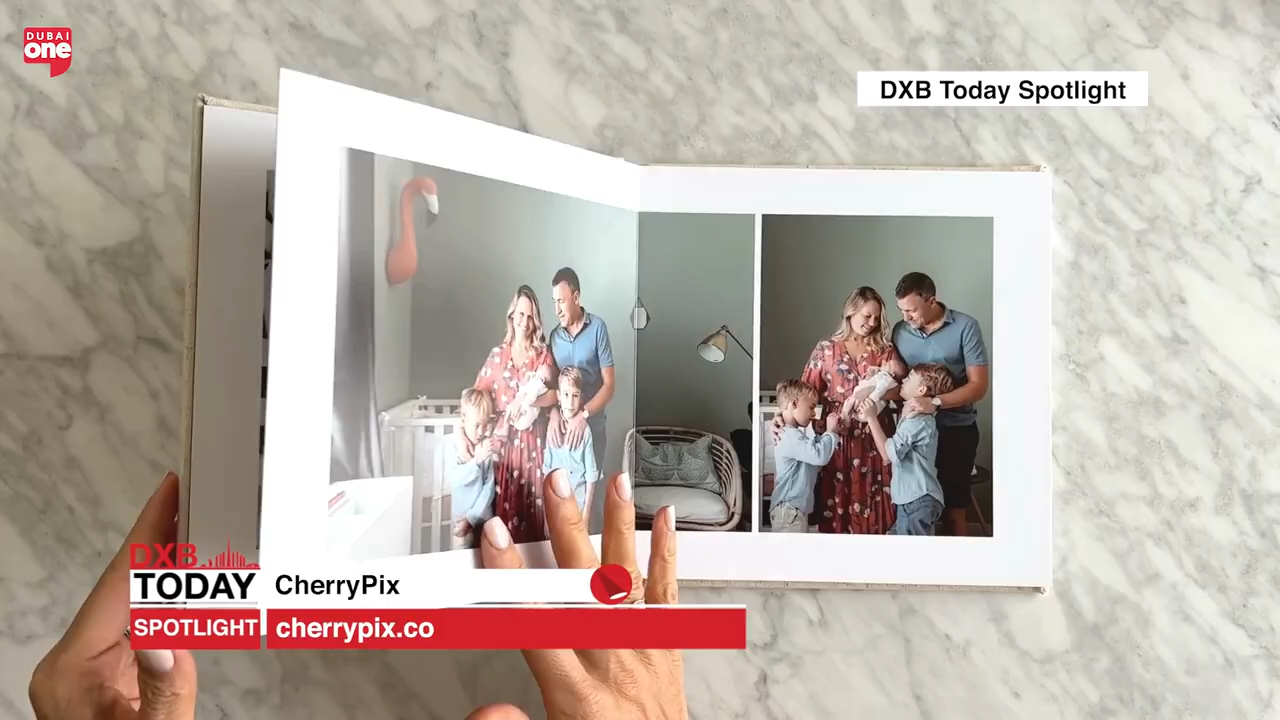 DUBAI
one
DXB Today Spotlight
DXB
TODAY
SPOTLIGHT
CherryPix
cherrypix.co